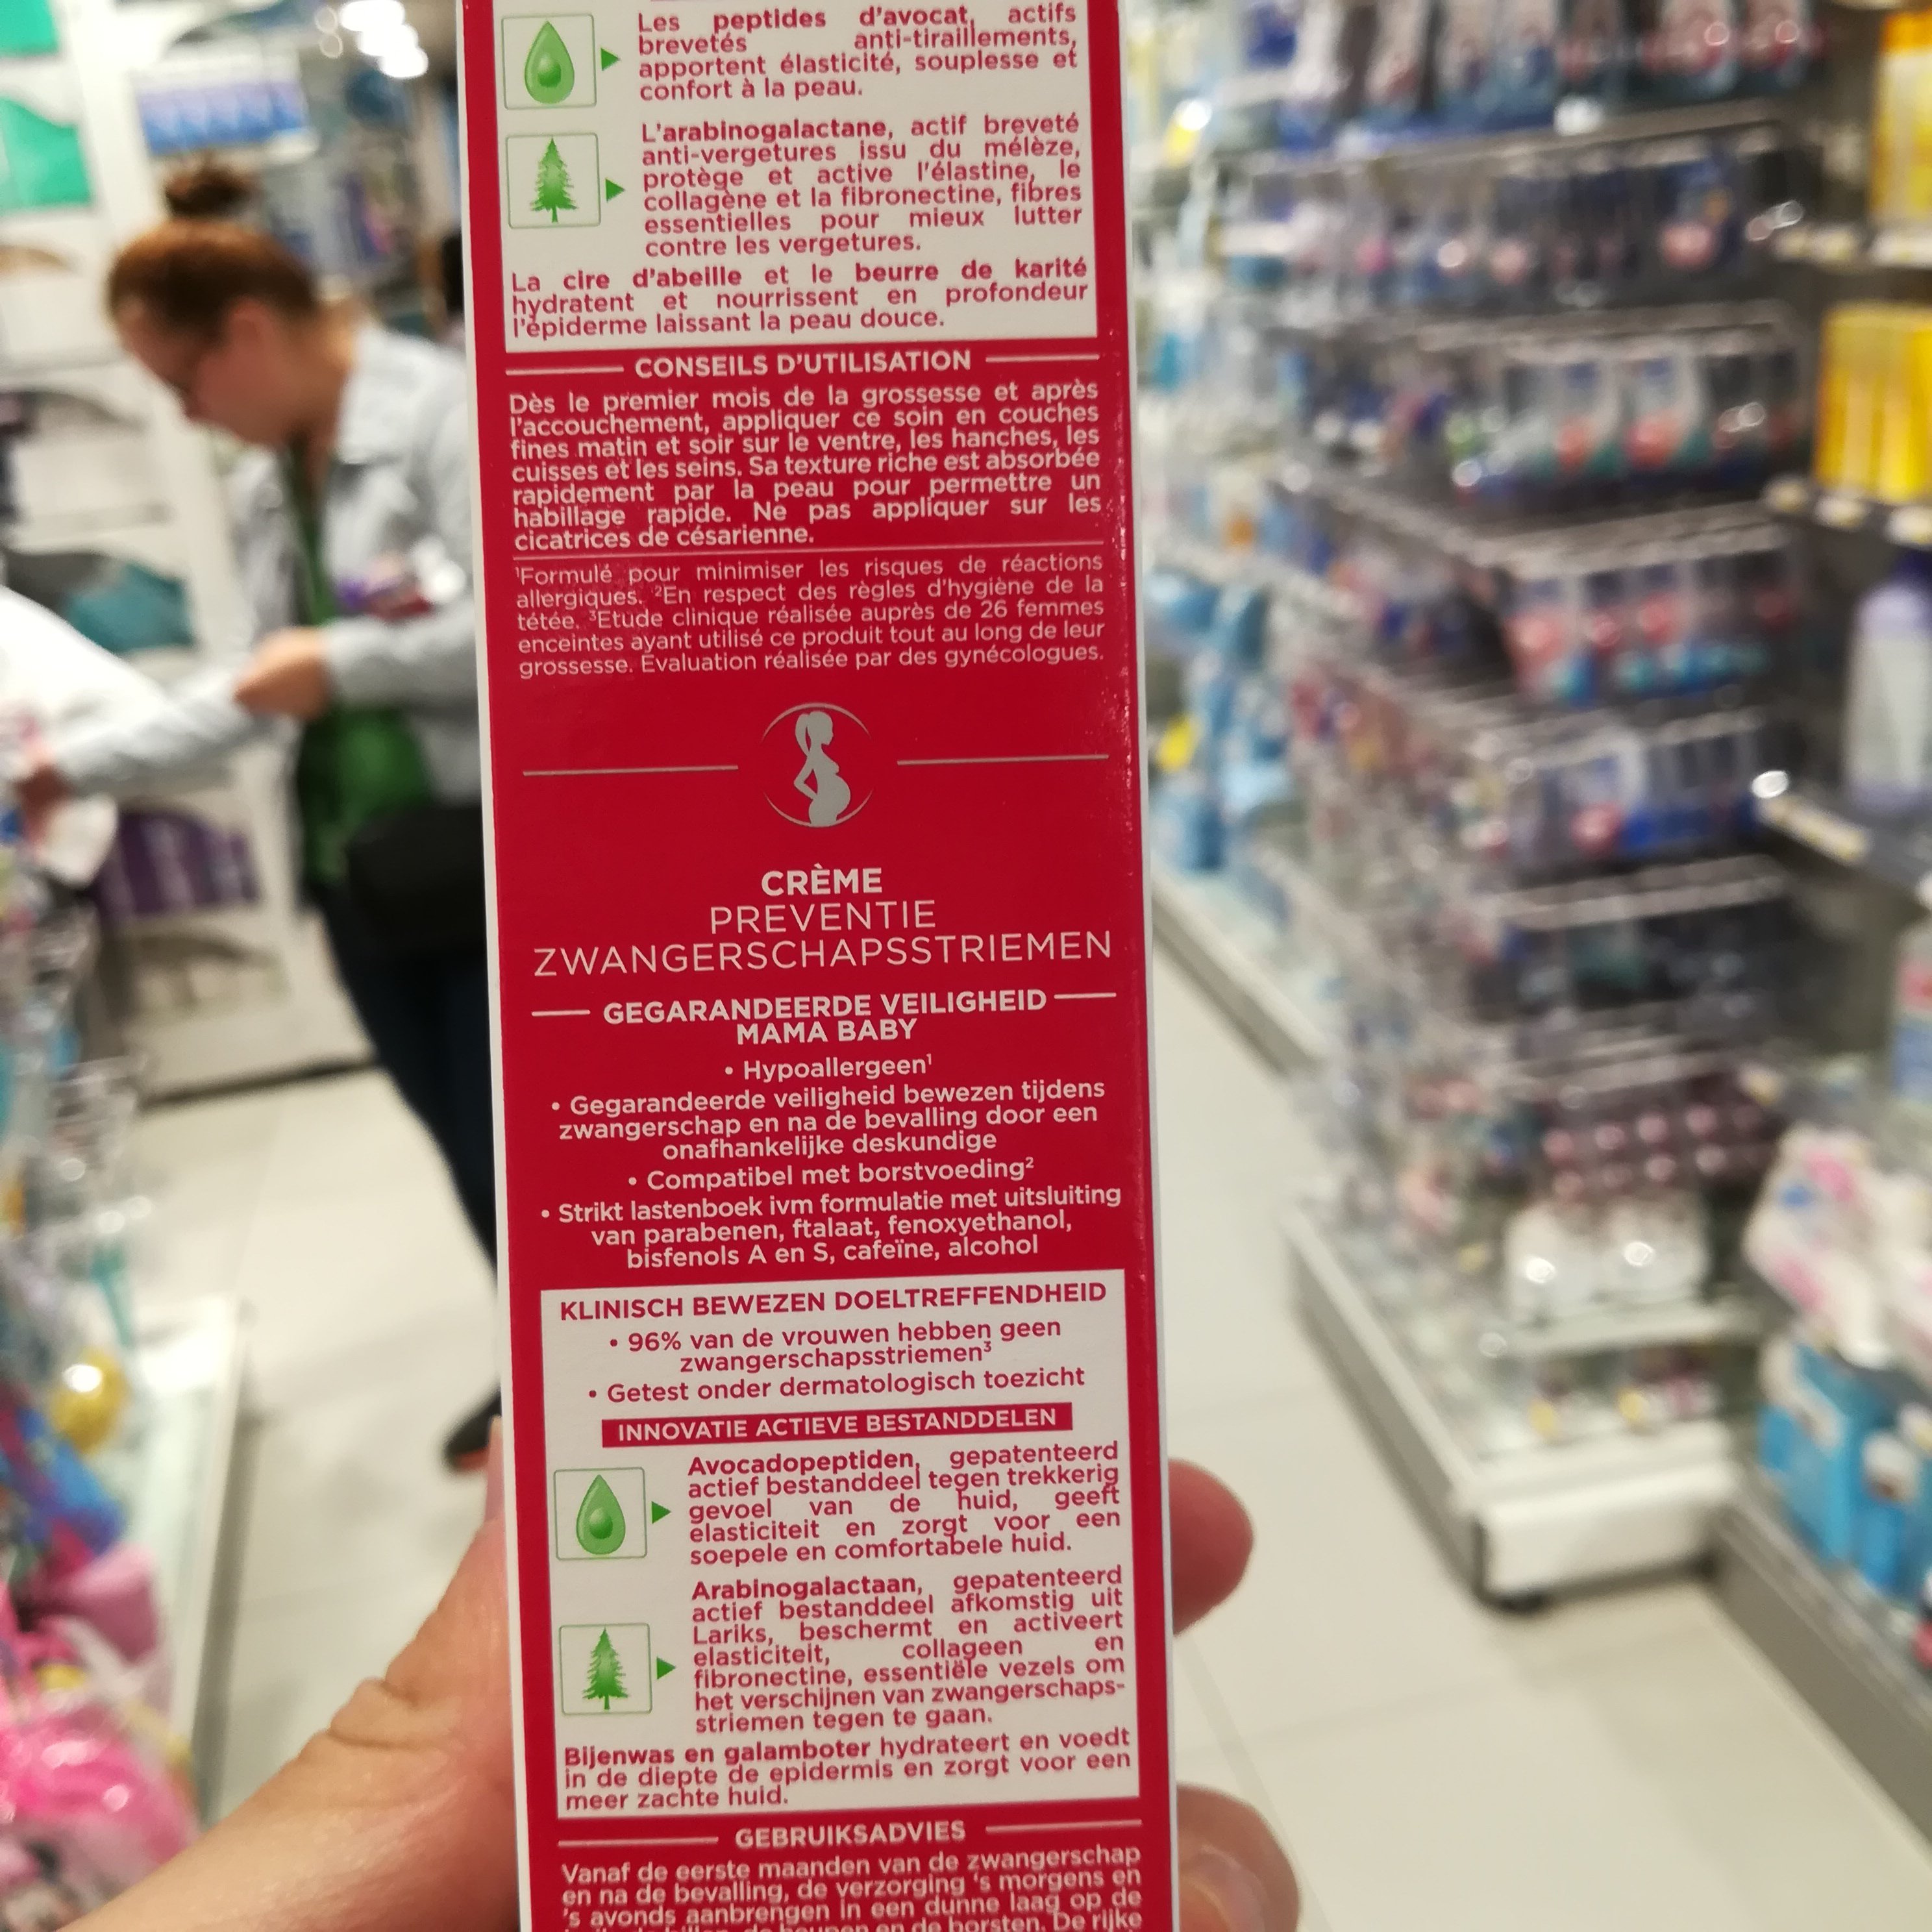 Les peptides d'avocat, actifs
brevetés anti-tiraillements,
apportent élasticité, souplesse et
confort à la peau.
L'arabinogalactane, actif breveté
anti-vergetures issu du mélèze,
protège et active l'élastine, le
collagène et la fibronectine, fibres
essentielles pour mieux lutter
contre les vergetures.
La cire d'abeille et le beurre de karité
hydratent et nourrissent en profondeur
l'épiderme laissant la peau douce.
CONSEILS D'UTILISATION
Dès le premier mois de la grossesse et après
l'accouchement, appliquer ce soin en couches
fines matin et soir sur le ventre, les hanches, les
cuisses et les seins. Sa texture riche est absorbée
rapidement par la peau pour permettre un
habillage rapide. Ne pas appliquer sur les
cicatrices de césarienne.
¹Formulé pour minimiser les risques de réactions
allergiques. ²En respect des règles d'hygiène de la
tétée. ³Etude clinique réalisée auprès de 26 femmes
enceintes ayant utilisé ce produit tout au long de leur
grossesse. Evaluation réalisée par des gynécologues.
CRÈME
PREVENTIE
ZWANGERSCHAPSSTRIEMEN
GEGARANDEERDE VEILIGHEID
MAMA BABY
• Hypoallergeen¹
• Gegarandeerde veiligheid bewezen tijdens
zwangerschap en na de bevalling door een
onafhankelijke deskundige
• Compatibel met borstvoeding²
• Strikt lastenboek ivm formulatie met uitsluiting
van parabenen, ftalaat, fenoxyethanol,
bisfenols A en S, cafeïne, alcohol
KLINISCH BEWEZEN DOELTREFFENDHEID
• 96% van de vrouwen hebben geen
zwangerschapsstriemen³
• Getest onder dermatologisch toezicht
INNOVATIE ACTIEVE BESTANDDELEN
Avocadopeptiden, gepatenteerd
actief bestanddeel tegen trekkerig
gevoel van de huid, geeft
elasticiteit en zorgt voor een
soepele en comfortabele huid.
Arabinogalactaan, gepatenteerd
actief bestanddeel afkomstig uit
Lariks, beschermt en activeert
elasticiteit, collageen en
fibronectine, essentiële vezels om
het verschijnen van zwangerschaps-
striemen tegen te gaan.
Bijenwas en galamboter hydrateert en voedt
in de diepte de epidermis en zorgt voor een
meer zachte huid.
GEBRUIKSADVIES
Vanaf de eerste maanden van de zwangerschap
en na de bevalling, de verzorging 's morgens en
's avonds aanbrengen in een dunne laag op de
en de borsten. De rijke